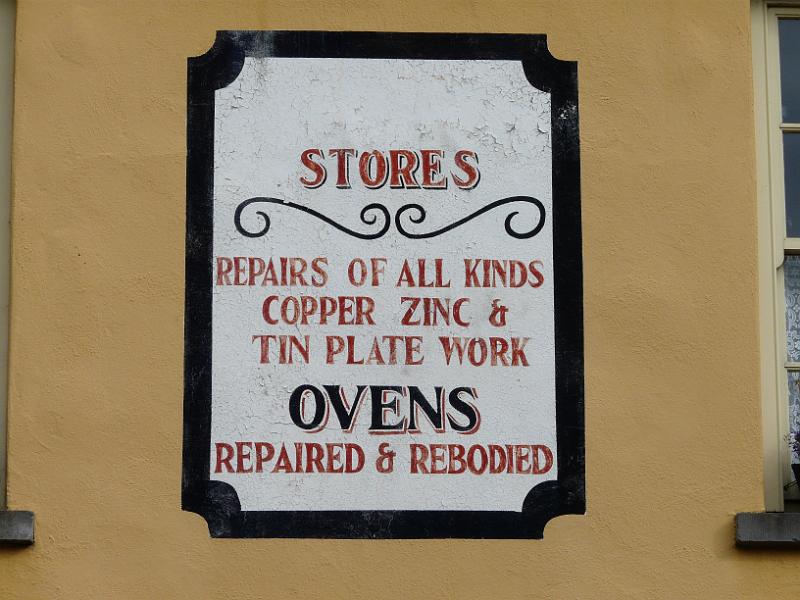 STORES
REPAIRS OF ALL KINDS
COPPER ZINC &
TIN PLATE WORK
OVENS
REPAIRED & REBODIED